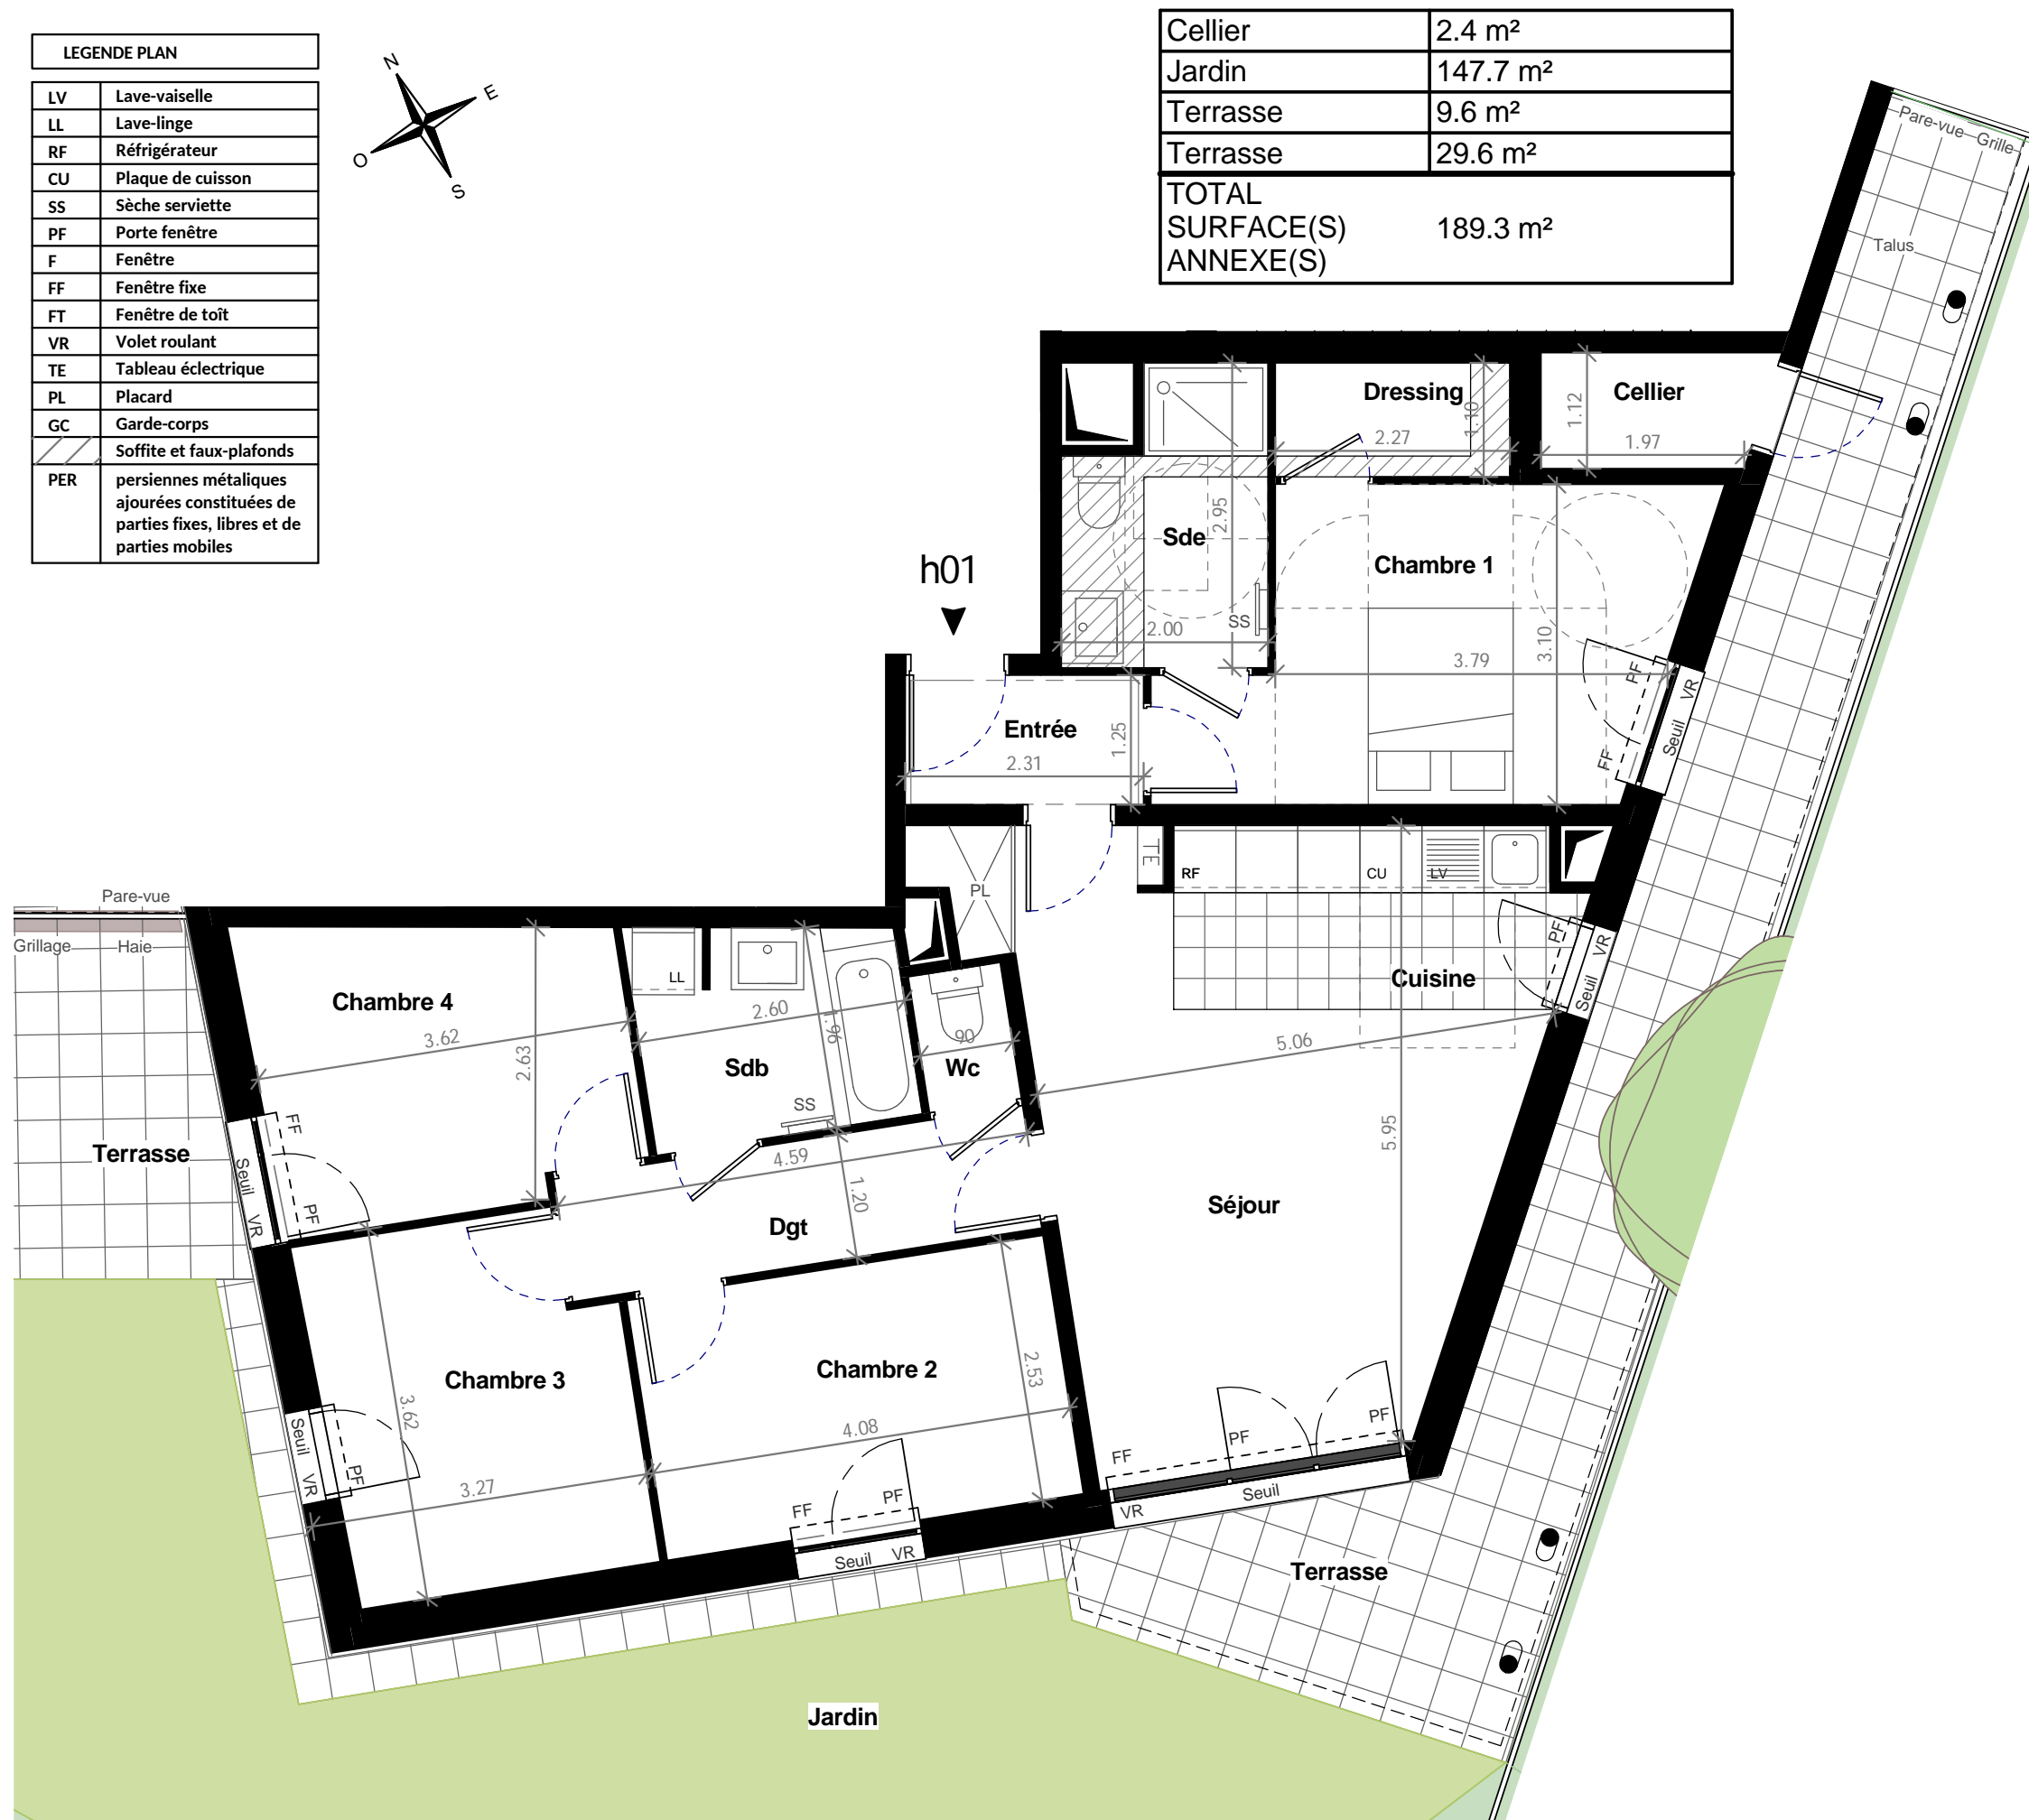 LEGENDE PLAN
LV Lave-vaiselle
LL Lave-linge
RF Réfrigérateur
CU Plaque de cuisson
SS Sèche serviette
PF Porte fenêtre
F Fenêtre
FF Fenêtre fixe
FT Fenêtre de toît
VR Volet roulant
TE Tableau éclectrique
PL Placard
GC Garde-corps
Soffite et faux-plafonds
PER persiennes métaliques
ajourées constituées de
parties fixes, libres et de
parties mobiles
N
E
O
S
Cellier 2.4 m²
Jardin 147.7 m²
Terrasse 9.6 m²
Terrasse 29.6 m²
TOTAL
SURFACE(S) 189.3 m²
ANNEXE(S)
Pare-vue Grille
Talus
Dressing
1.10
2.27
Cellier
1.12
1.97
2.95
Sde
SS
2.00
Chambre 1
3.10
3.79
PF
FF
VR
Seuil
h01
Entrée
1.25
2.31
TE
RF
CU
LV
PL
Cuisine
PF
VR
Seuil
Pare-vue
Grillage
Haie
Chambre 4
3.62
2.63
LL
2.60
1.96
Sdb
SS
90
Wc
5.06
5.95
Terrasse
FF
PF
Seuil
VR
4.59
1.20
Dgt
Séjour
Chambre 3
3.62
3.27
Seuil
VR
PF
Chambre 2
2.53
4.08
FF
PF
Seuil
VR
FF
PF
PF
VR
Seuil
Terrasse
Jardin